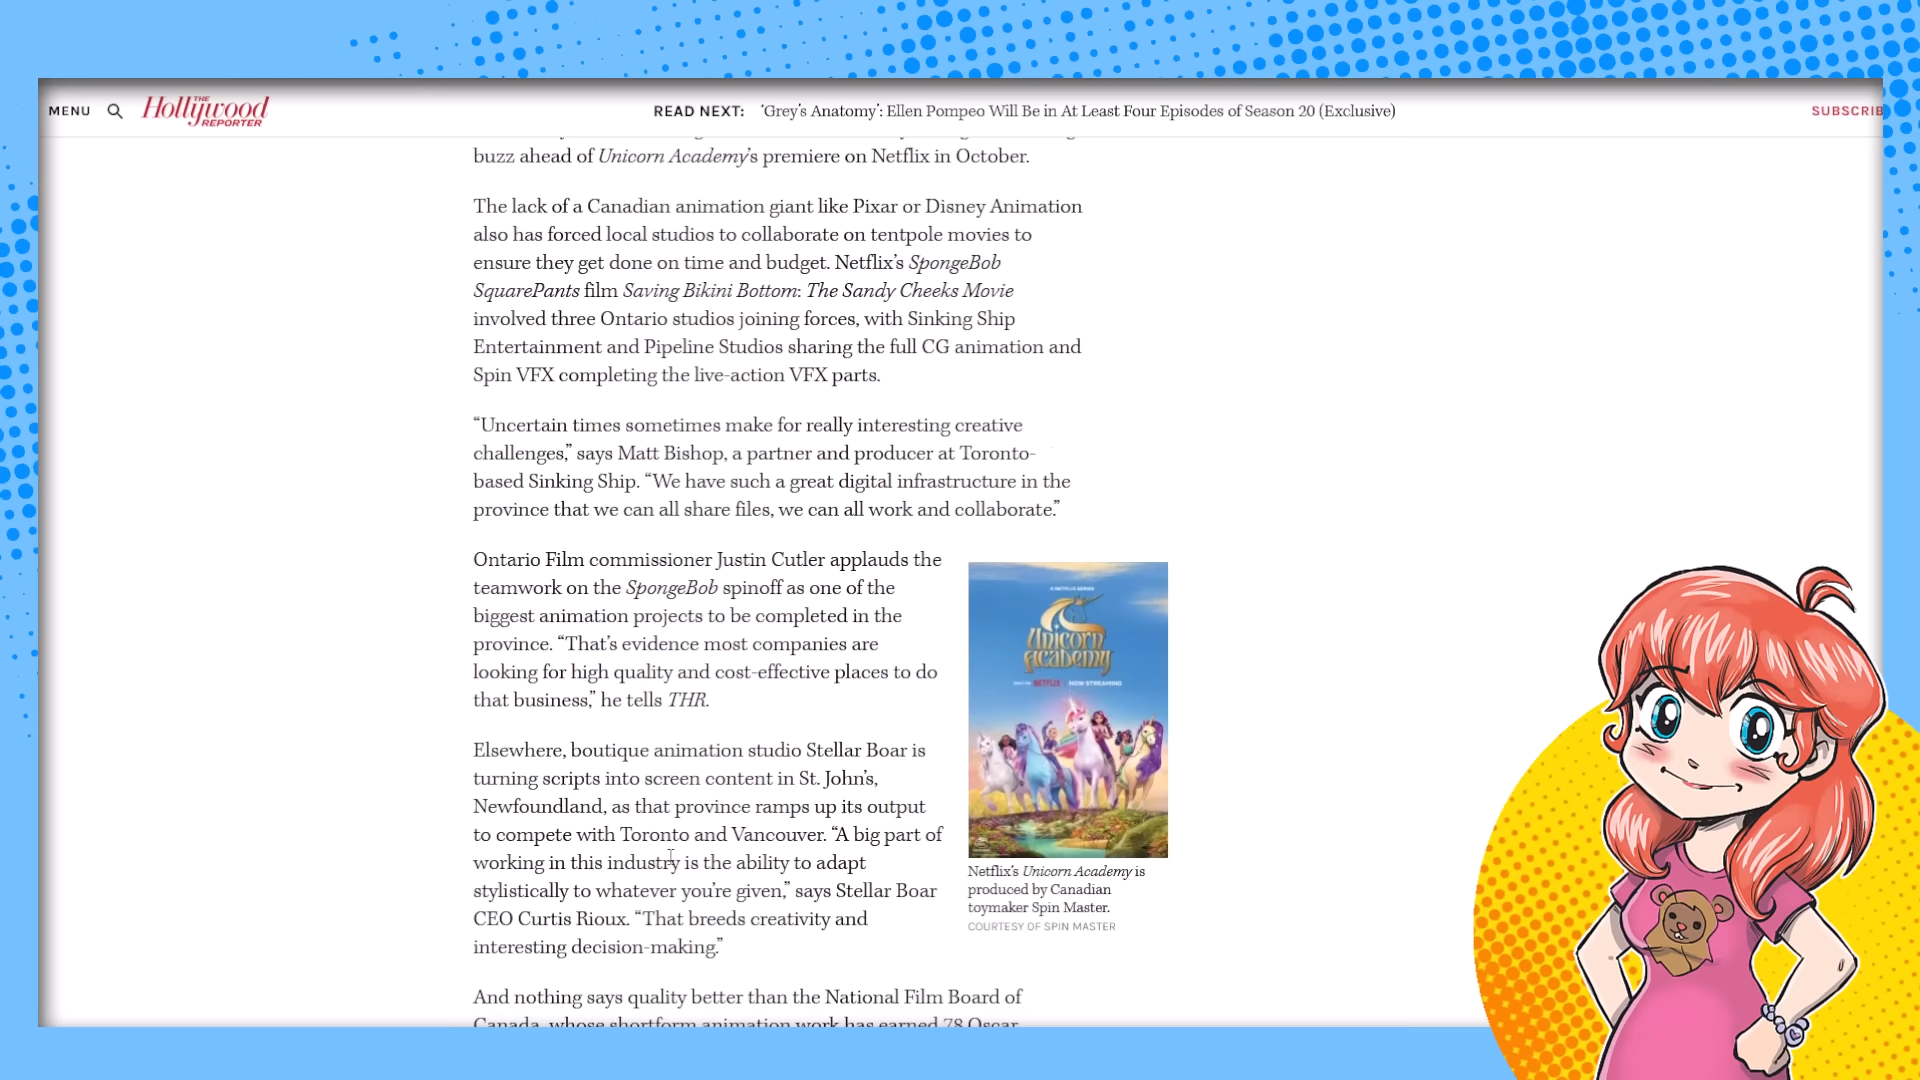 MENU
THE Hollywood REPORTER
READ NEXT: 'Grey's Anatomy': Ellen Pompeo Will Be in At Least Four Episodes of Season 20 (Exclusive)
SUBSCRIB
buzz ahead of Unicorn Academy's premiere on Netflix in October.
The lack of a Canadian animation giant like Pixar or Disney Animation
also has forced local studios to collaborate on tentpole movies to
ensure they get done on time and budget. Netflix's SpongeBob
SquarePants film Saving Bikini Bottom: The Sandy Cheeks Movie
involved three Ontario studios joining forces, with Sinking Ship
Entertainment and Pipeline Studios sharing the full CG animation and
Spin VFX completing the live-action VFX parts.
“Uncertain times sometimes make for really interesting creative
challenges,” says Matt Bishop, a partner and producer at Toronto-
based Sinking Ship. “We have such a great digital infrastructure in the
province that we can all share files, we can all work and collaborate.”
Ontario Film commissioner Justin Cutler applauds the
teamwork on the SpongeBob spinoff as one of the
biggest animation projects to be completed in the
province. “That's evidence most companies are
looking for high quality and cost-effective places to do
that business,” he tells THR.
Elsewhere, boutique animation studio Stellar Boar is
turning scripts into screen content in St. John's,
Newfoundland, as that province ramps up its output
to compete with Toronto and Vancouver. “A big part of
working in this industry is the ability to adapt
stylistically to whatever you're given,” says Stellar Boar
CEO Curtis Rioux. “That breeds creativity and
interesting decision-making.”
A NETFLIX SERIES
Unicorn
Academy
NETFLIX | NOW STREAMING
Netflix's Unicorn Academy is
produced by Canadian
toymaker Spin Master.
COURTESY OF SPIN MASTER
And nothing says quality better than the National Film Board of
Canada, whose shortform animation work has earned 78 Oscar